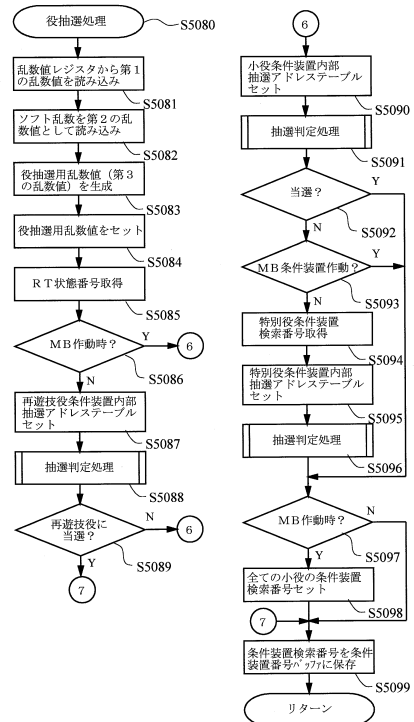 役抽選処理
S5080
乱数値レジスタから第１
の乱数値を読み込み
S5081
ソフト乱数を第２の乱
数値として読み込み
S5082
役抽選用乱数値（第３
の乱数値）を生成
S5083
役抽選用乱数値をセット
S5084
ＲＴ状態番号取得
S5085
ＭＢ作動時？
Y
6
N
S5086
再遊技役条件装置内部
抽選アドレステーブル
セット
S5087
抽選判定処理
S5088
再遊技役に
当選？
N
6
Y
S5089
7
6
小役条件装置内部
抽選アドレステーブル
セット
S5090
抽選判定処理
S5091
当選？
Y
S5092
N
ＭＢ条件装置作動？
Y
S5093
N
特別役条件装置
検索番号取得
S5094
特別役条件装置内部
抽選アドレステーブル
セット
S5095
抽選判定処理
S5096
ＭＢ作動時？
N
S5097
Y
全ての小役の条件装置
検索番号セット
S5098
7
条件装置検索番号を条件
装置番号ﾊﾞｯﾌｧに保存
S5099
リターン